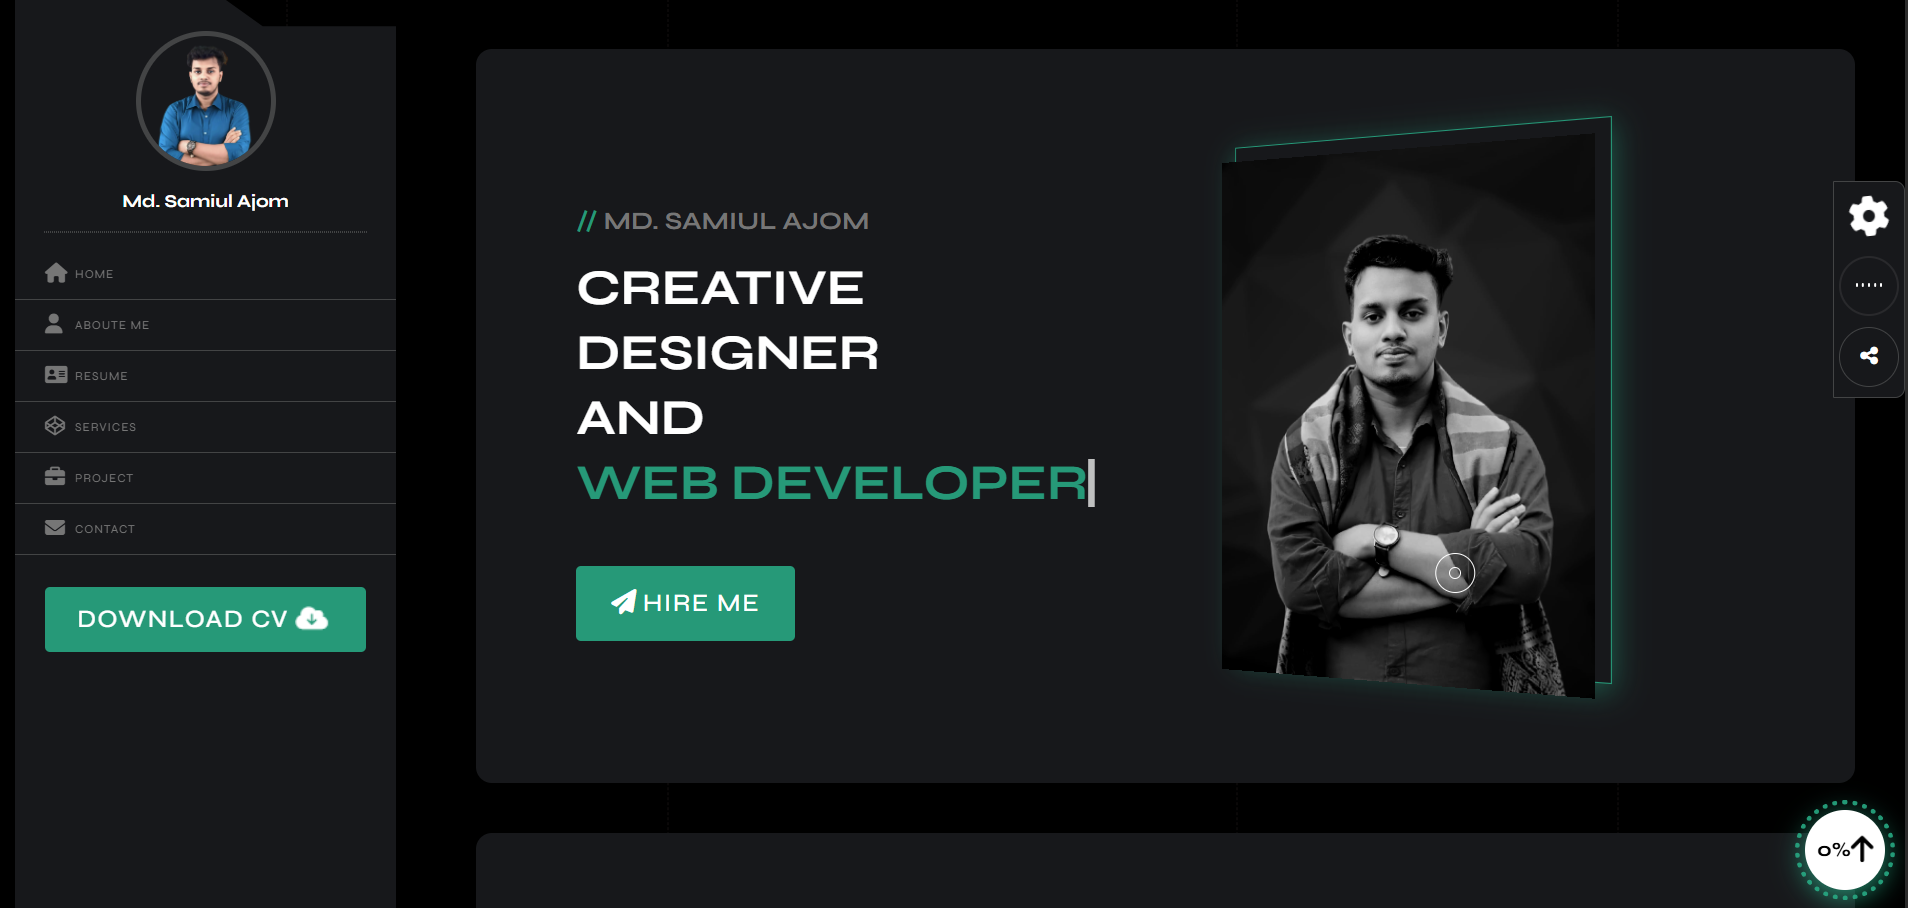 Md. Samiul Ajom
HOME
ABOUTE ME
RESUME
SERVICES
PROJECT
CONTACT
DOWNLOAD CV
// MD. SAMIUL AJOM
CREATIVE
DESIGNER
AND
WEB DEVELOPER
HIRE ME
0%